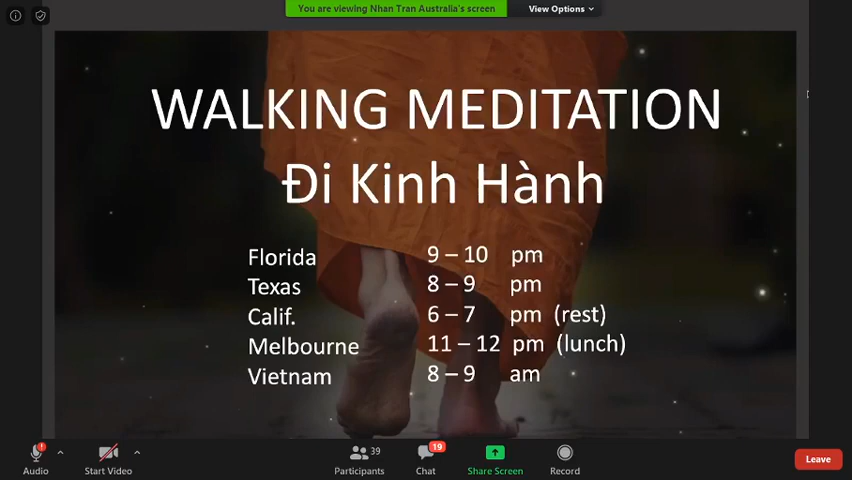 You are viewing Nhan Tran Australia's screen
View Options
WALKING MEDITATION
Đi Kinh Hành
Florida 9 – 10 pm
Texas 8 – 9 pm
Calif. 6 – 7 pm (rest)
Melbourne 11 – 12 pm (lunch)
Vietnam 8 – 9 am
39
19
Audio
Start Video
Participants
Chat
Share Screen
Record
Leave